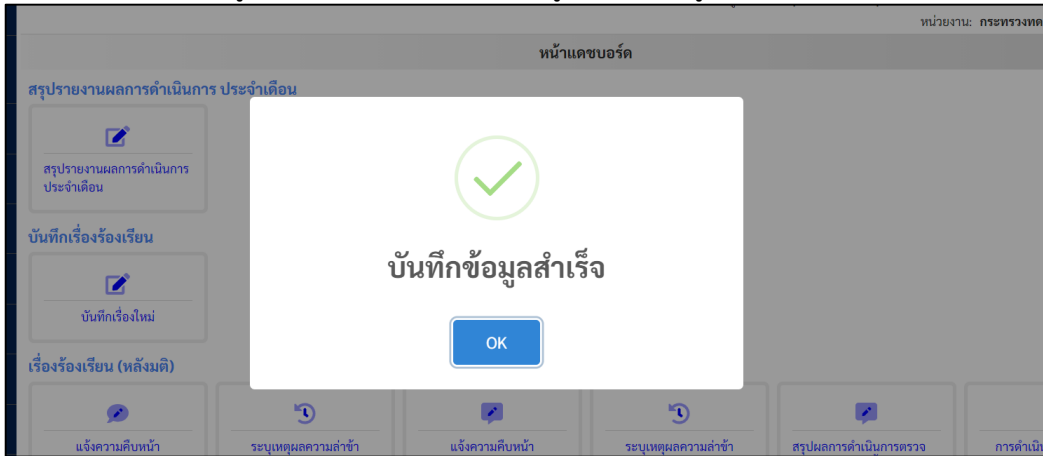 หน่วยงาน: กระทรวงทด
หน้าแดชบอร์ด
สรุปรายงานผลการดำเนินการ ประจำเดือน
สรุปรายงานผลการดำเนินการ
ประจำเดือน
บันทึกข้อมูลสำเร็จ
OK
บันทึกเรื่องร้องเรียน
บันทึกเรื่องใหม่
เรื่องร้องเรียน (หลังมติ)
แจ้งความคืบหน้า
ระบุเหตุผลความล่าช้า
แจ้งความคืบหน้า
ระบุเหตุผลความล่าช้า
สรุปผลการดำเนินการตรวจ
การดำเนิน